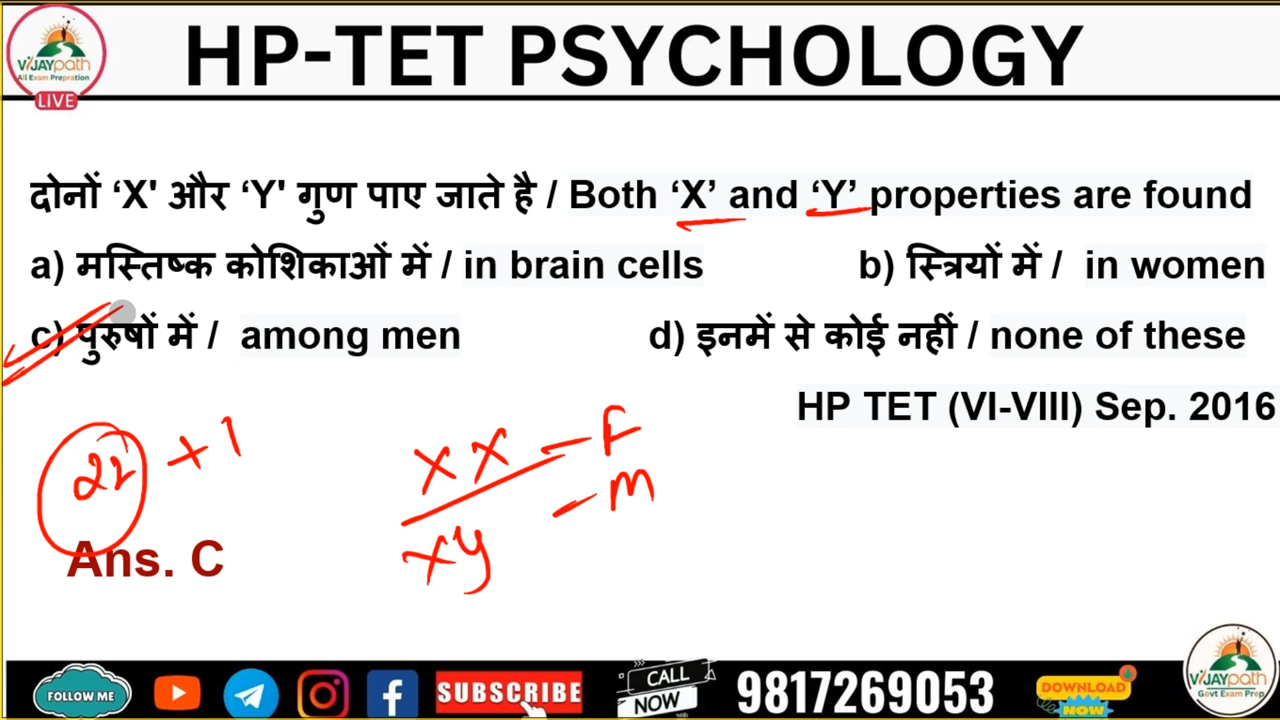 VIJAYpath
All Exam Prepration
LIVE
HP-TET PSYCHOLOGY
दोनों ‘X' और ‘Y' गुण पाए जाते है / Both ‘X’ and ‘Y’ properties are found
a) मस्तिष्क कोशिकाओं में / in brain cells b) स्त्रियों में / in women
c) पुरुषों में / among men d) इनमें से कोई नहीं / none of these
HP TET (VI-VIII) Sep. 2016
22 + 1
XX - F
XY - M
Ans. C
FOLLOW ME
SUBSCRIBE
CALL NOW
9817269053
DOWNLOAD NOW
VIJAYpath
Govt Exam Prep